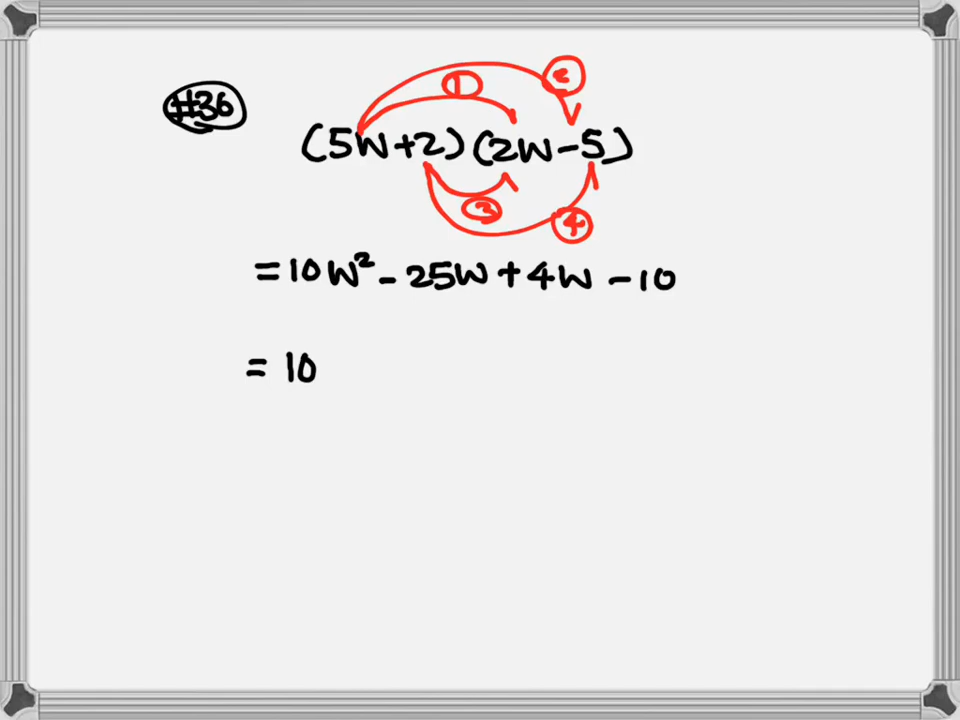 #36
① ②
(5W+2)(2W-5)
③ ④
=10W²-25W+4W-10
= 10